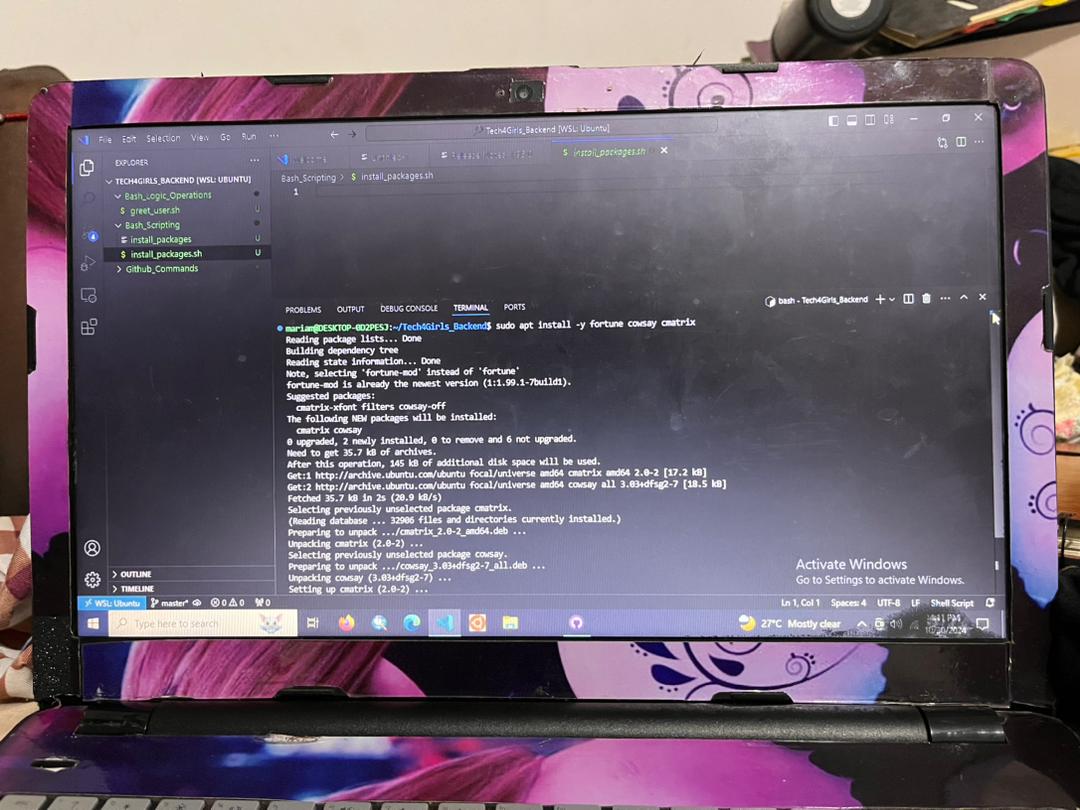 File Edit Selection View Go Run ...
Tech4Girls_Backend [WSL: Ubuntu]
EXPLORER
Welcome
install_packages.sh
TECH4GIRLS_BACKEND [WSL: UBUNTU]
Bash_Logic_Operations
greet_user.sh U
Bash_Scripting
install_packages U
install_packages.sh U
Github_Commands
Bash_Scripting > $ install_packages.sh
1
PROBLEMS OUTPUT DEBUG CONSOLE TERMINAL PORTS
bash - Tech4Girls_Backend
mariam@DESKTOP-0D2PESJ:~/Tech4Girls_Backend$ sudo apt install -y fortune cowsay cmatrix
Reading package lists... Done
Building dependency tree
Reading state information... Done
Note, selecting 'fortune-mod' instead of 'fortune'
fortune-mod is already the newest version (1:1.99.1-7build1).
Suggested packages:
cmatrix-xfont filters cowsay-off
The following NEW packages will be installed:
cmatrix cowsay
0 upgraded, 2 newly installed, 0 to remove and 6 not upgraded.
Need to get 35.7 kB of archives.
After this operation, 145 kB of additional disk space will be used.
Get:1 http://archive.ubuntu.com/ubuntu focal/universe amd64 cmatrix amd64 2.0-2 [17.2 kB]
Get:2 http://archive.ubuntu.com/ubuntu focal/universe amd64 cowsay all 3.03+dfsg2-7 [18.5 kB]
Fetched 35.7 kB in 2s (20.9 kB/s)
Selecting previously unselected package cmatrix.
(Reading database ... 32906 files and directories currently installed.)
Preparing to unpack .../cmatrix_2.0-2_amd64.deb ...
Unpacking cmatrix (2.0-2) ...
Selecting previously unselected package cowsay.
Preparing to unpack .../cowsay_3.03+dfsg2-7_all.deb ...
Unpacking cowsay (3.03+dfsg2-7) ...
Setting up cmatrix (2.0-2) ...
OUTLINE
TIMELINE
Activate Windows
Go to Settings to activate Windows.
WSL: Ubuntu master* 0 0 0
Ln 1, Col 1 Spaces: 4 UTF-8 LF Shell Script
Type here to search
27°C Mostly clear